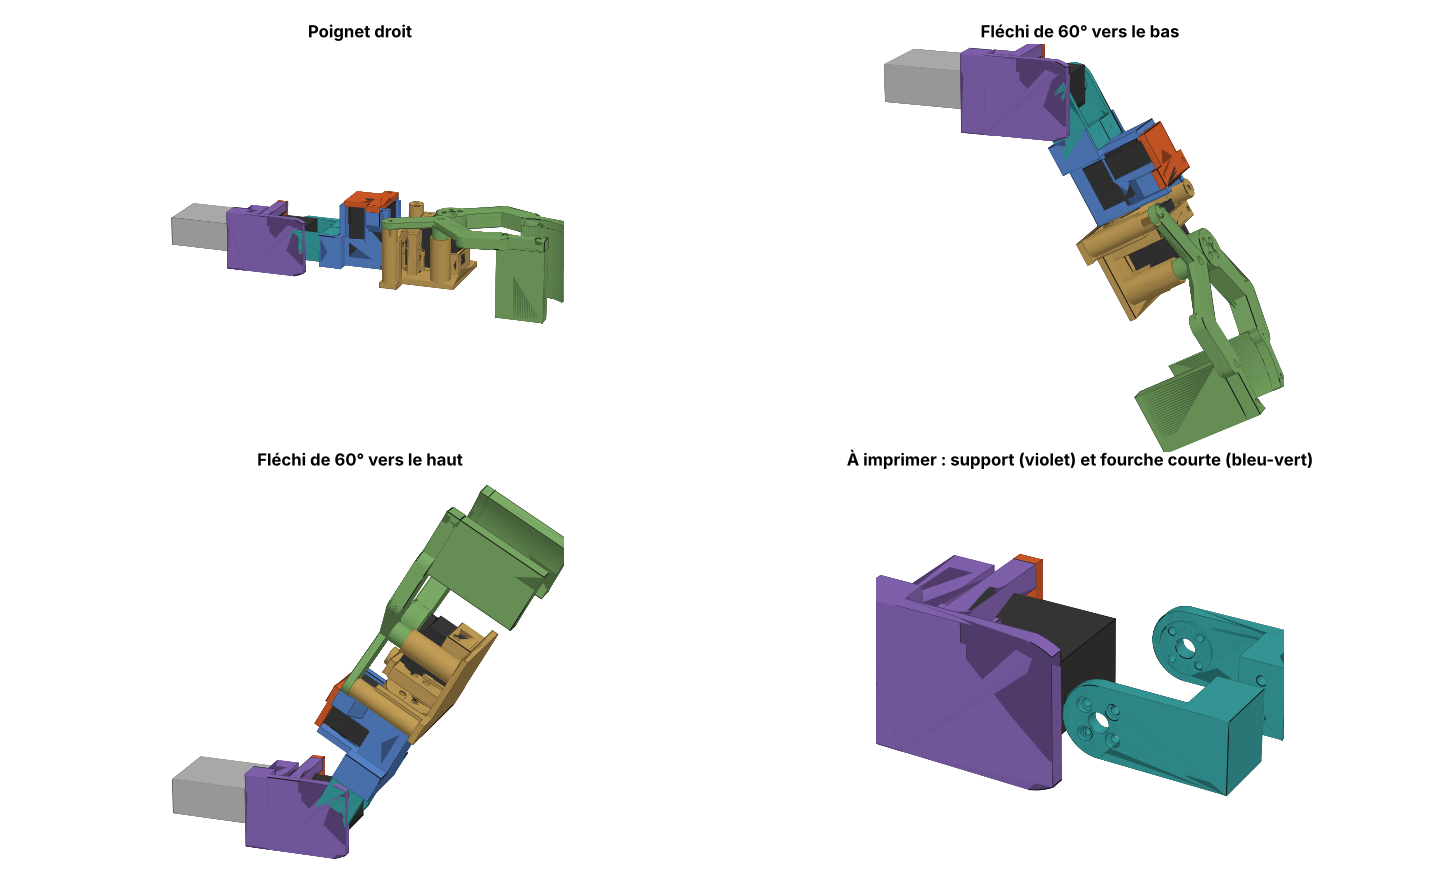 Poignet droit
Fléchi de 60° vers le bas
Fléchi de 60° vers le haut
À imprimer : support (violet) et fourche courte (bleu-vert)